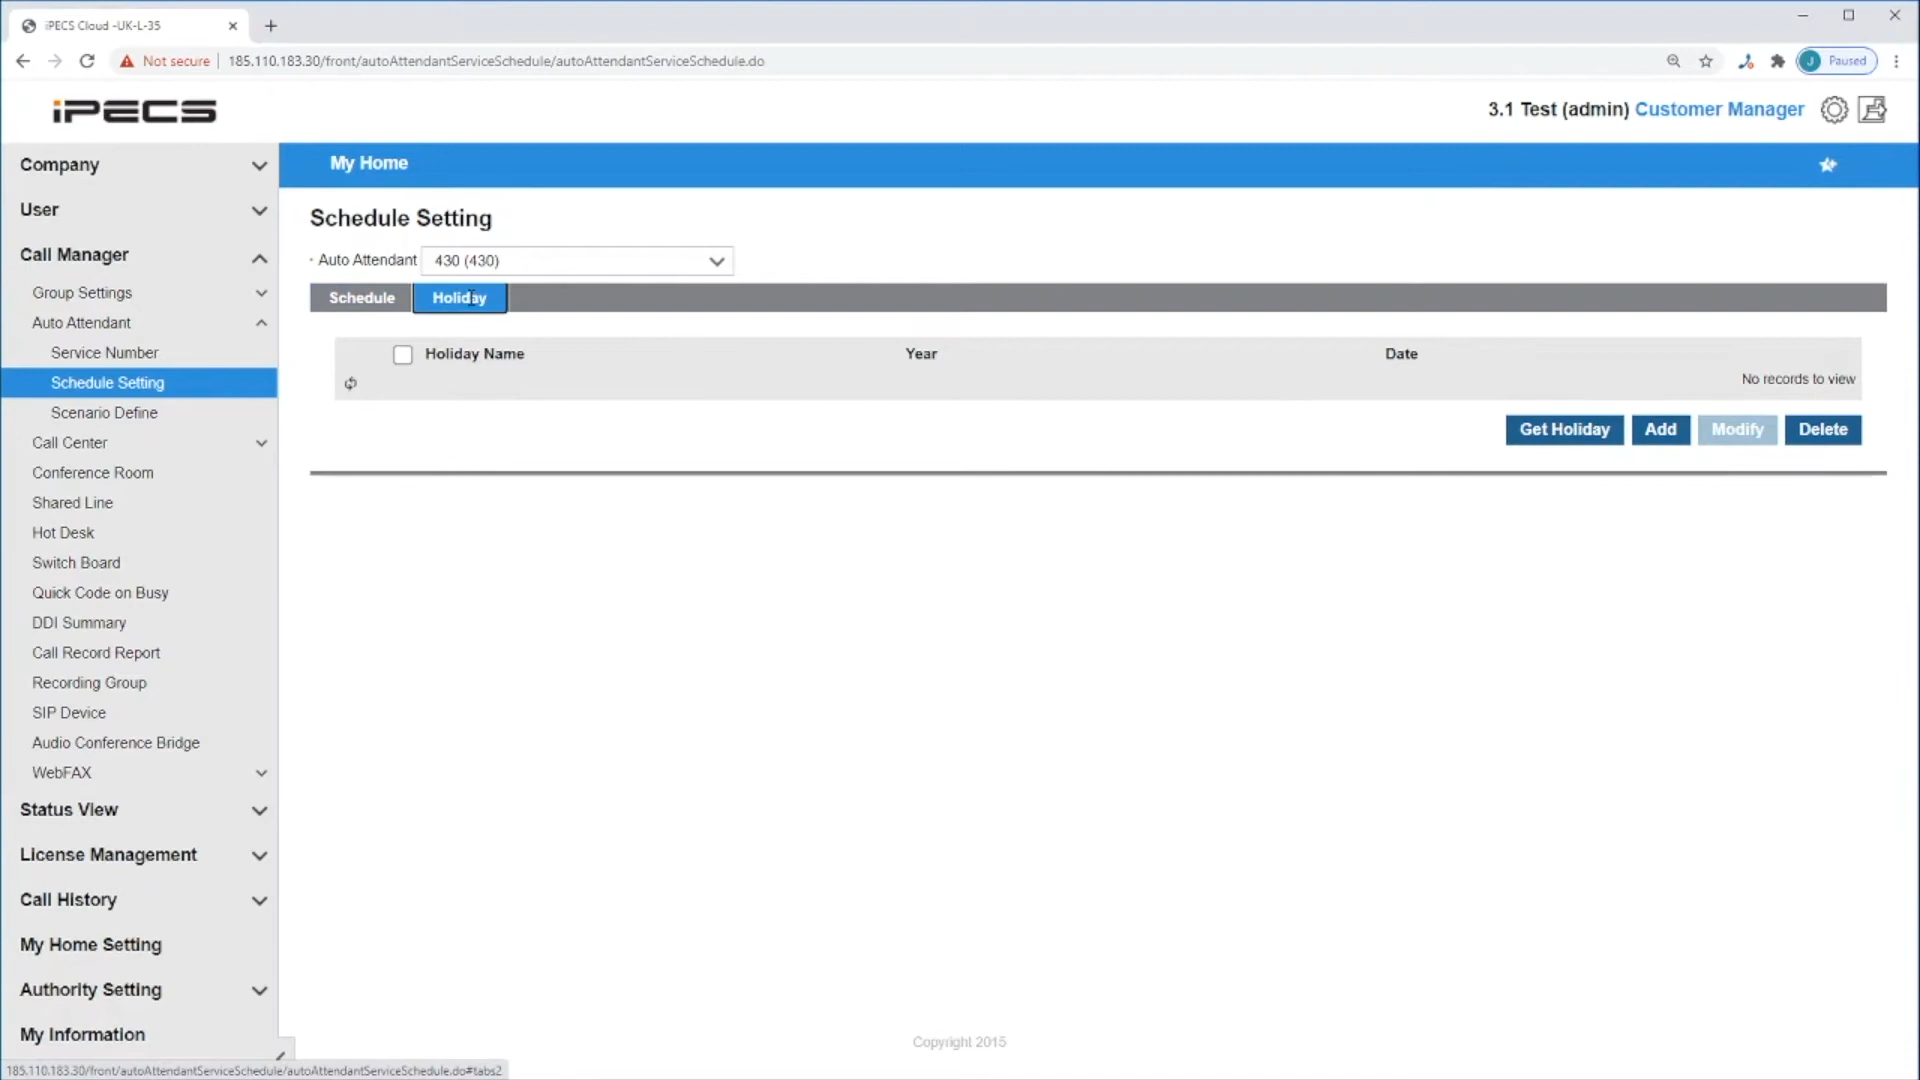 iPECS Cloud -UK-L-35
Not secure
185.110.183.30/front/autoAttendantServiceSchedule/autoAttendantServiceSchedule.do
J
Paused
iPECS
3.1 Test (admin) Customer Manager
Company
User
Call Manager
Group Settings
Auto Attendant
Service Number
Schedule Setting
Scenario Define
Call Center
Conference Room
Shared Line
Hot Desk
Switch Board
Quick Code on Busy
DDI Summary
Call Record Report
Recording Group
SIP Device
Audio Conference Bridge
WebFAX
Status View
License Management
Call History
My Home Setting
Authority Setting
My Information
My Home
Schedule Setting
Auto Attendant
430 (430)
Schedule
Holiday
Holiday Name
Year
Date
No records to view
Get Holiday
Add
Modify
Delete
Copyright 2015
185.110.183.30/front/autoAttendantServiceSchedule/autoAttendantServiceSchedule.do#tabs2